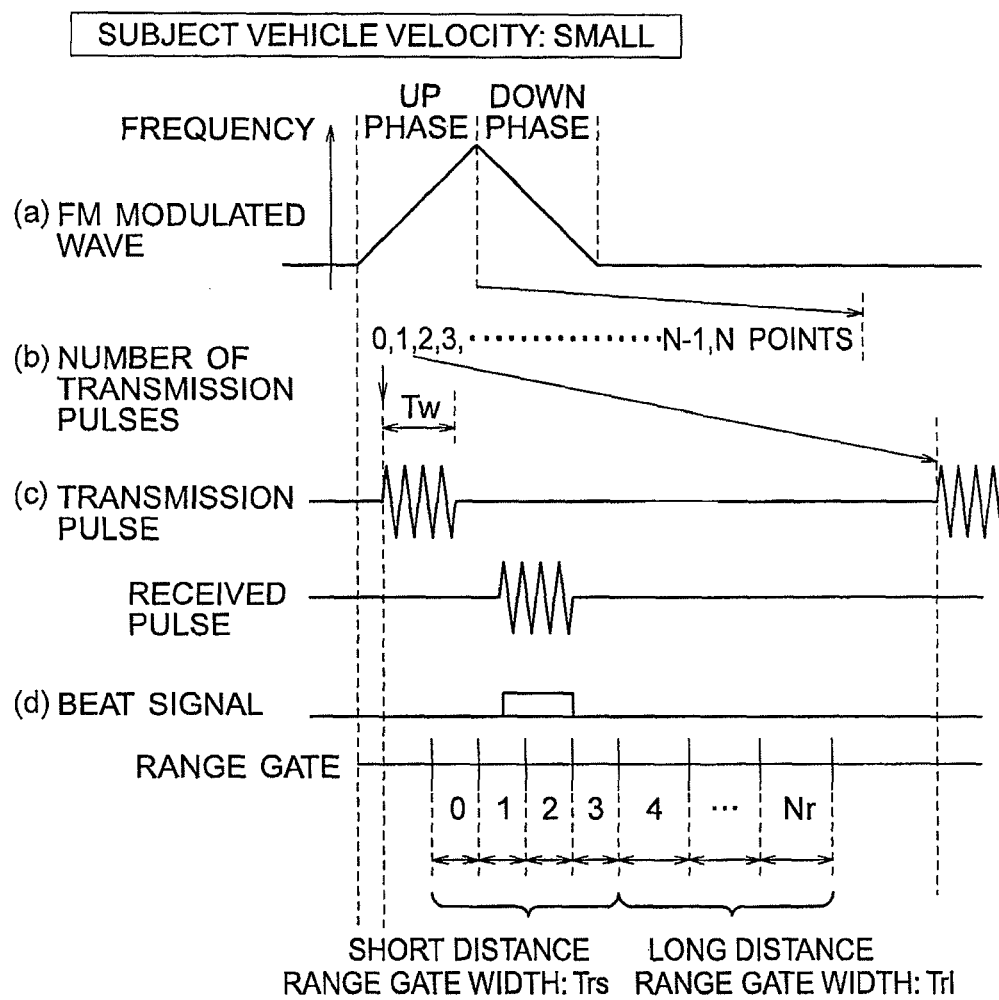 SUBJECT VEHICLE VELOCITY: SMALL
UP PHASE
DOWN PHASE
FREQUENCY
(a) FM MODULATED
WAVE
0,1,2,3, ···················· N-1,N POINTS
(b) NUMBER OF
TRANSMISSION
PULSES
Tw
(c) TRANSMISSION
PULSE
RECEIVED
PULSE
(d) BEAT SIGNAL
RANGE GATE
0 1 2 3 4 ··· Nr
SHORT DISTANCE
RANGE GATE WIDTH: Trs
LONG DISTANCE
RANGE GATE WIDTH: Trl